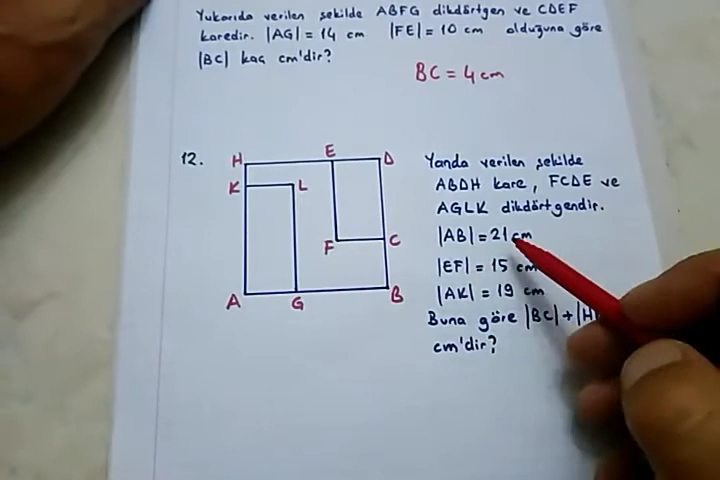 Yukarıda verilen şekilde ABFG dikdörtgen ve CDEF
karedir. |AG| = 14 cm |FE| = 10 cm olduğuna göre
|BC| kaç cm'dir?
BC = 4 cm
12.
H E D
K L
F C
A G B
Yanda verilen şekilde
ABDH kare, FCDE ve
AGLK dikdörtgendir.
|AB| = 21 cm
|EF| = 15 cm
|AK| = 19 cm
Buna göre |BC| + |H
cm'dir?